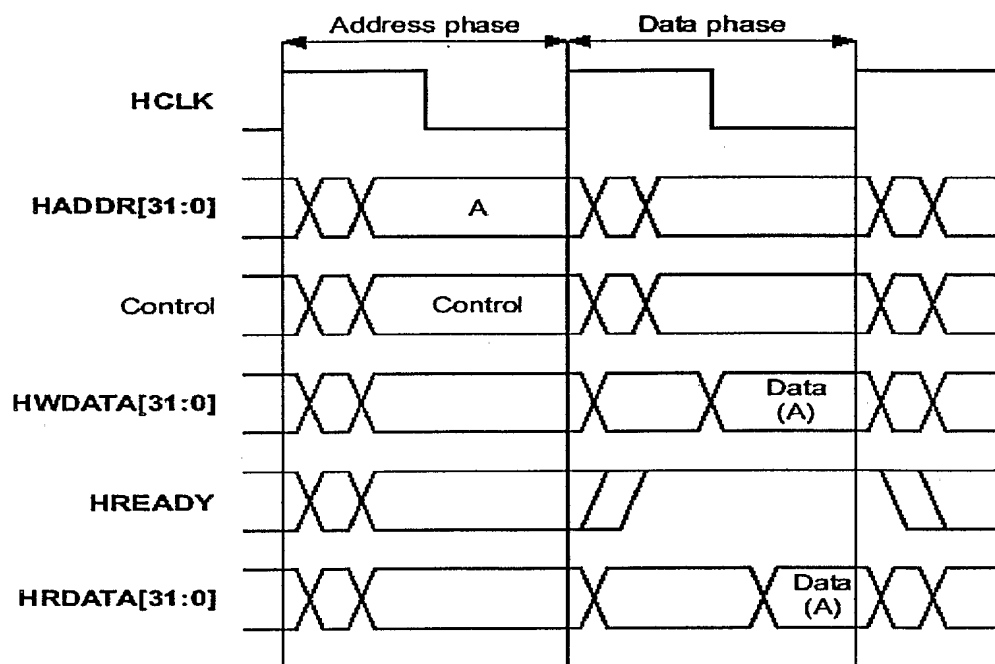 Address phase
Data phase
HCLK
HADDR[31:0]
A
Control
Control
HWDATA[31:0]
Data
(A)
HREADY
HRDATA[31:0]
Data
(A)